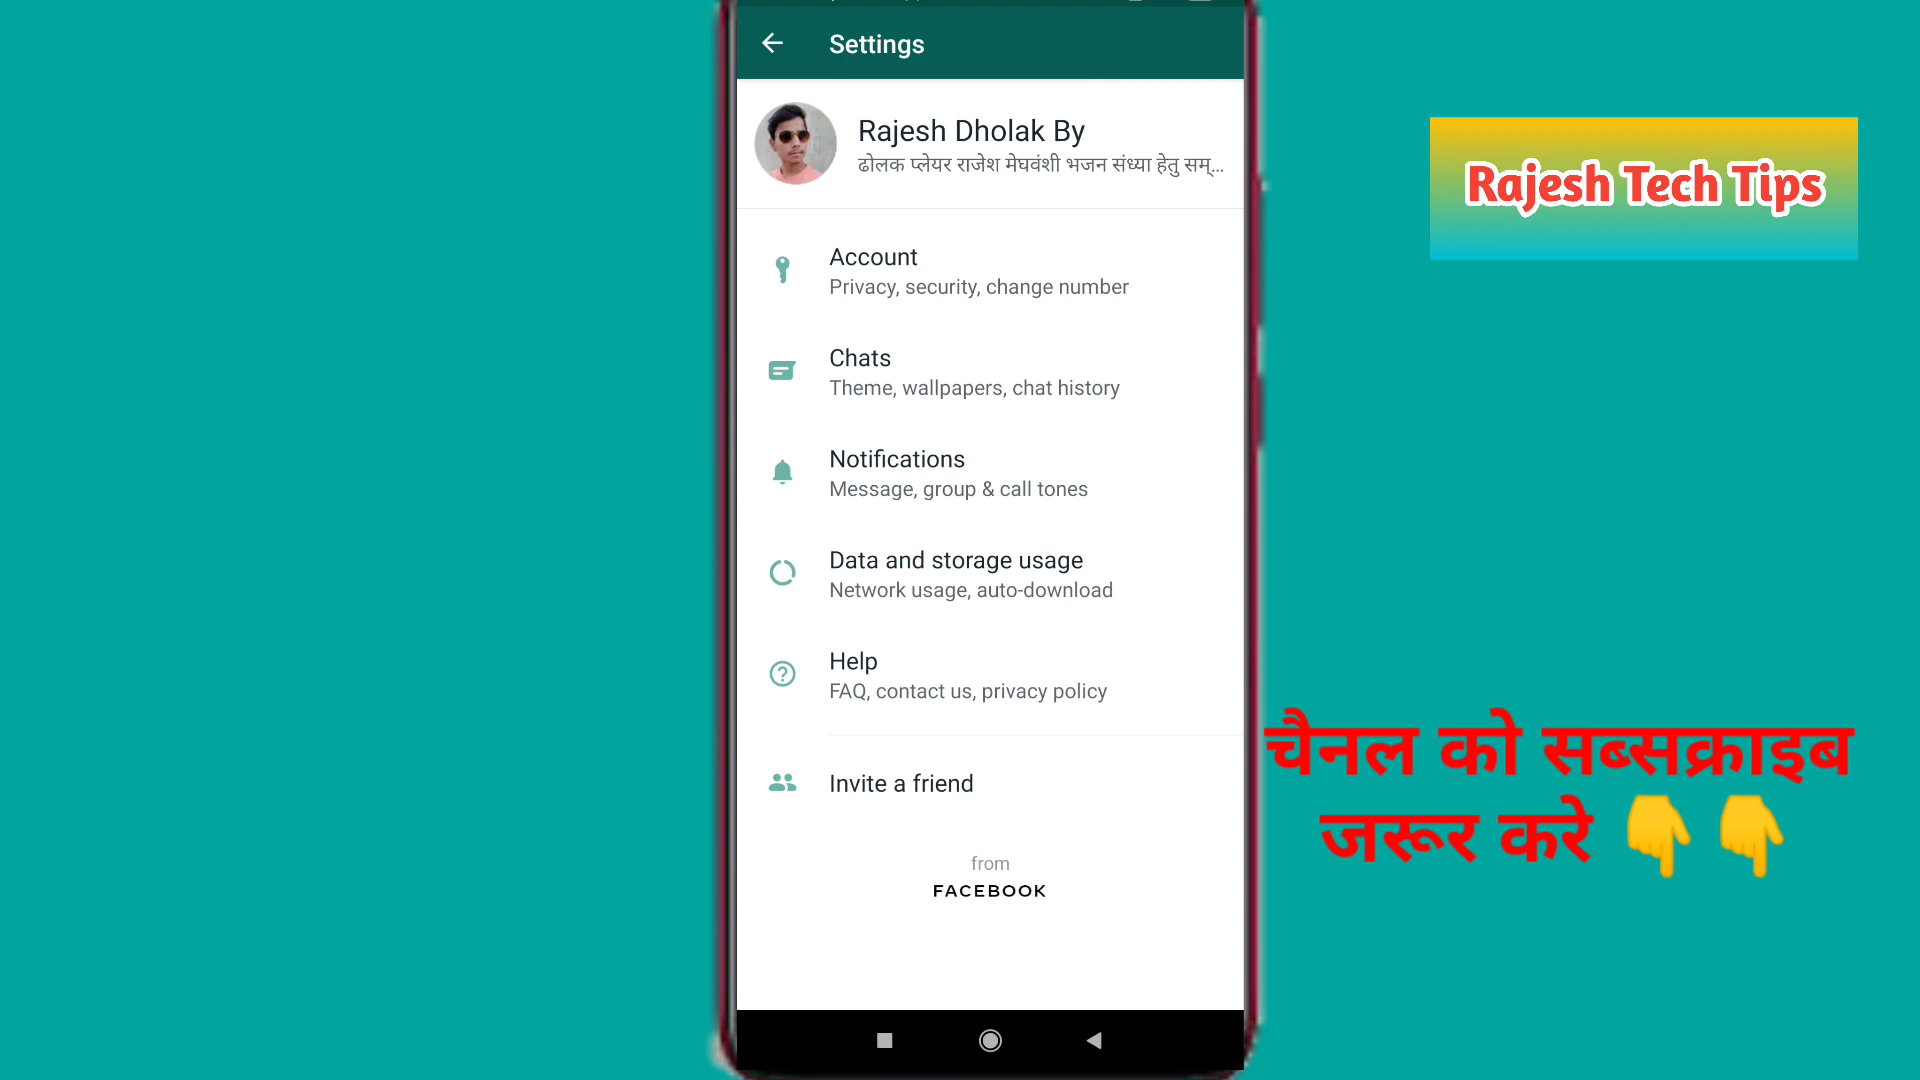 Settings
Rajesh Dholak By
ढोलक प्लेयर राजेश मेघवंशी भजन संध्या हेतु सम्...
Rajesh Tech Tips
Account
Privacy, security, change number
Chats
Theme, wallpapers, chat history
Notifications
Message, group & call tones
Data and storage usage
Network usage, auto-download
Help
FAQ, contact us, privacy policy
चैनल को सब्सक्राइब
जरूर करे 👇👇
Invite a friend
from
FACEBOOK